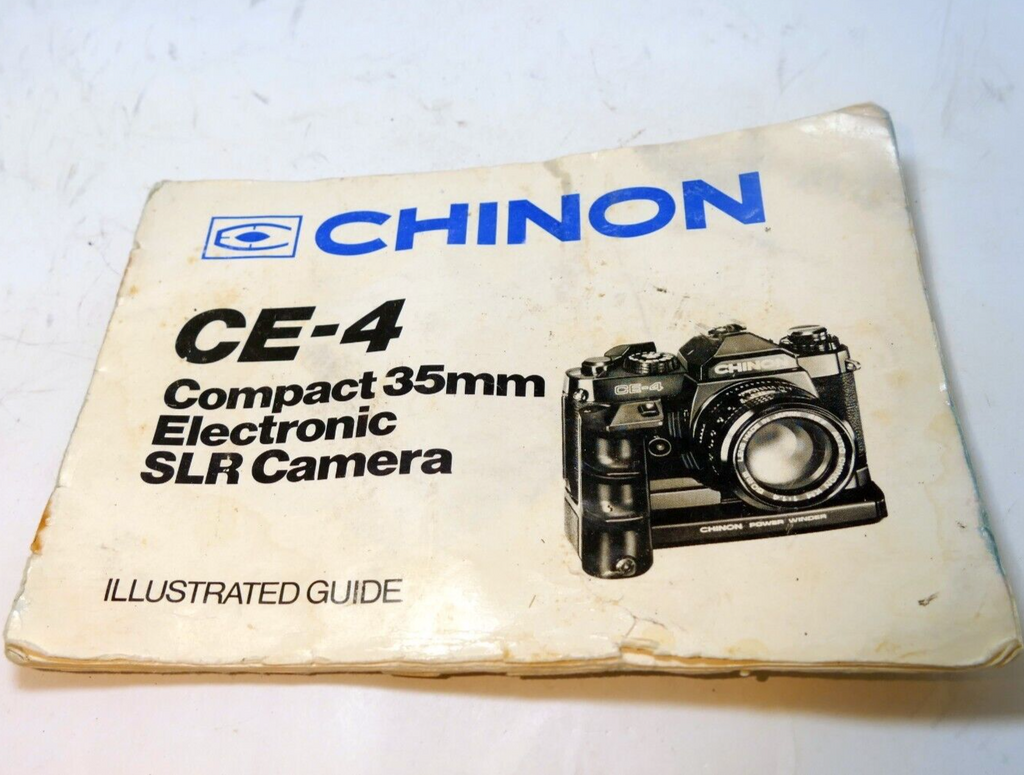 CHINON
CE-4
Compact 35mm
Electronic
SLR Camera
CHINON
CE-4
CHINON POWER WINDER
ILLUSTRATED GUIDE